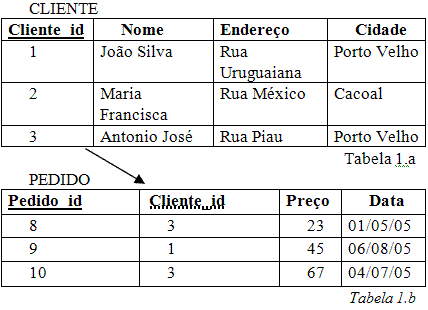 CLIENTE
Cliente_id Nome Endereço Cidade
1 João Silva Rua Porto Velho
Uruguaiana
2 Maria Rua México Cacoal
Francisca
3 Antonio José Rua Piau Porto Velho
Tabela 1.a
PEDIDO
Pedido_id Cliente_id Preço Data
8 3 23 01/05/05
9 1 45 06/08/05
10 3 67 04/07/05
Tabela 1.b